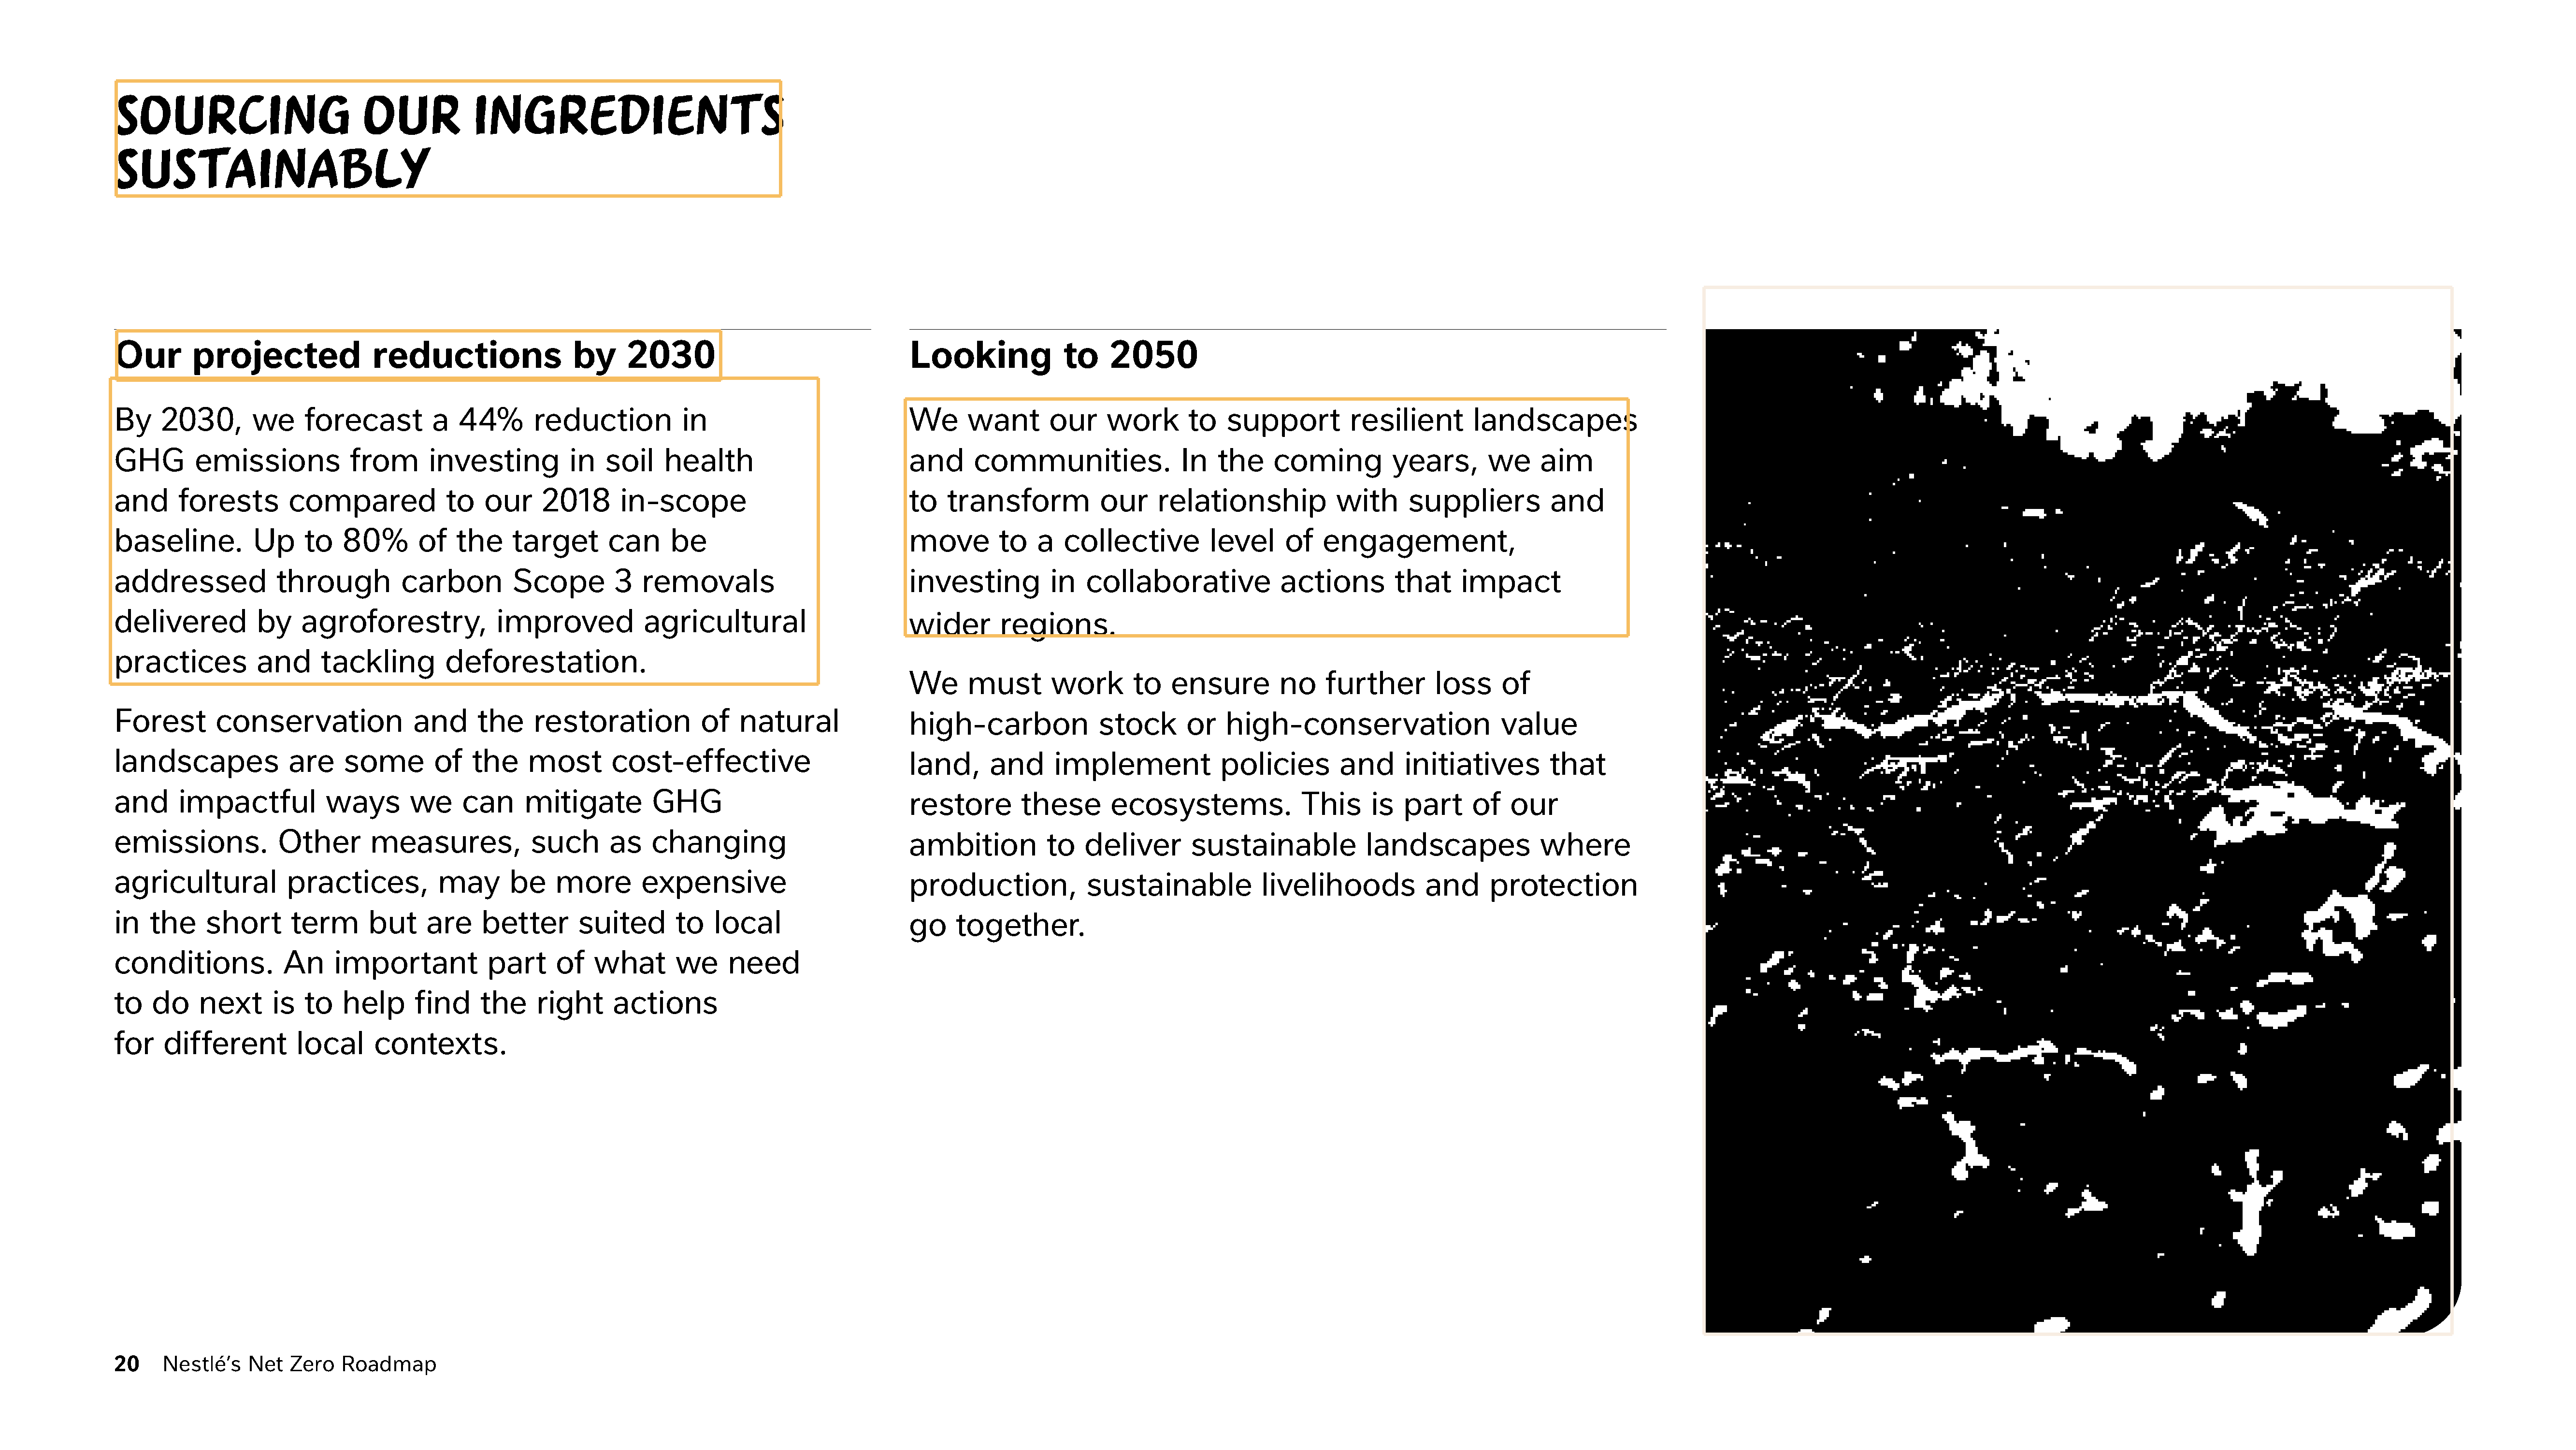 SOURCING OUR INGREDIENTS
SUSTAINABLY
Our projected reductions by 2030
By 2030, we forecast a 44% reduction in
GHG emissions from investing in soil health
and forests compared to our 2018 in-scope
baseline. Up to 80% of the target can be
addressed through carbon Scope 3 removals
delivered by agroforestry, improved agricultural
practices and tackling deforestation.
Forest conservation and the restoration of natural
landscapes are some of the most cost-effective
and impactful ways we can mitigate GHG
emissions. Other measures, such as changing
agricultural practices, may be more expensive
in the short term but are better suited to local
conditions. An important part of what we need
to do next is to help find the right actions
for different local contexts.
Looking to 2050
We want our work to support resilient landscapes
and communities. In the coming years, we aim
to transform our relationship with suppliers and
move to a collective level of engagement,
investing in collaborative actions that impact
wider regions.
We must work to ensure no further loss of
high-carbon stock or high-conservation value
land, and implement policies and initiatives that
restore these ecosystems. This is part of our
ambition to deliver sustainable landscapes where
production, sustainable livelihoods and protection
go together.
20 Nestlé’s Net Zero Roadmap